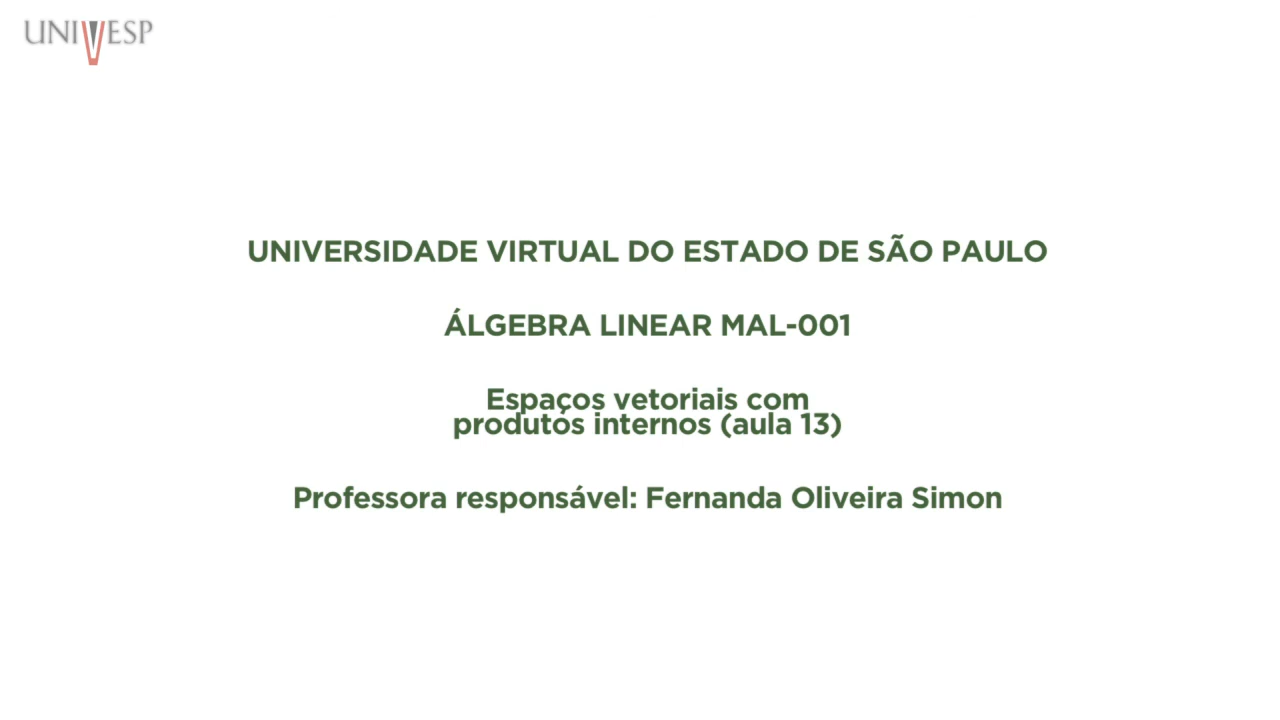 UNIVESP
UNIVERSIDADE VIRTUAL DO ESTADO DE SÃO PAULO
ÁLGEBRA LINEAR MAL-001
Espaços vetoriais com
produtos internos (aula 13)
Professora responsável: Fernanda Oliveira Simon